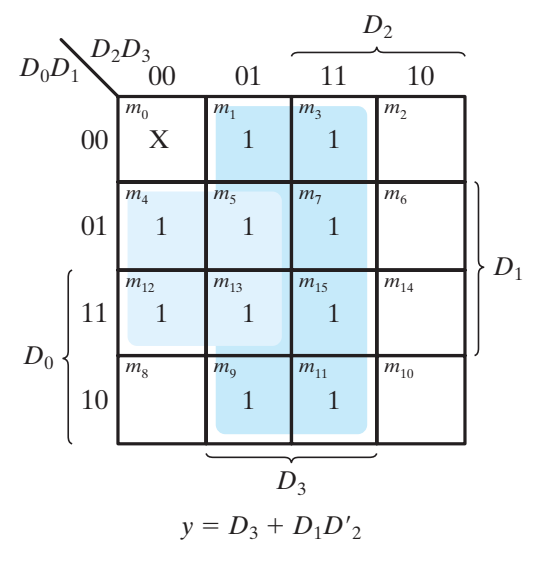 D₂
D₂D₃
D₀D₁
00 01 11 10
m₀ m₁ m₃ m₂
00 X 1 1
m₄ m₅ m₇ m₆
01 1 1 1
D₁
m₁₂ m₁₃ m₁₅ m₁₄
11 1 1 1
D₀
m₈ m₉ m₁₁ m₁₀
10 1 1
D₃
y = D₃ + D₁D′₂